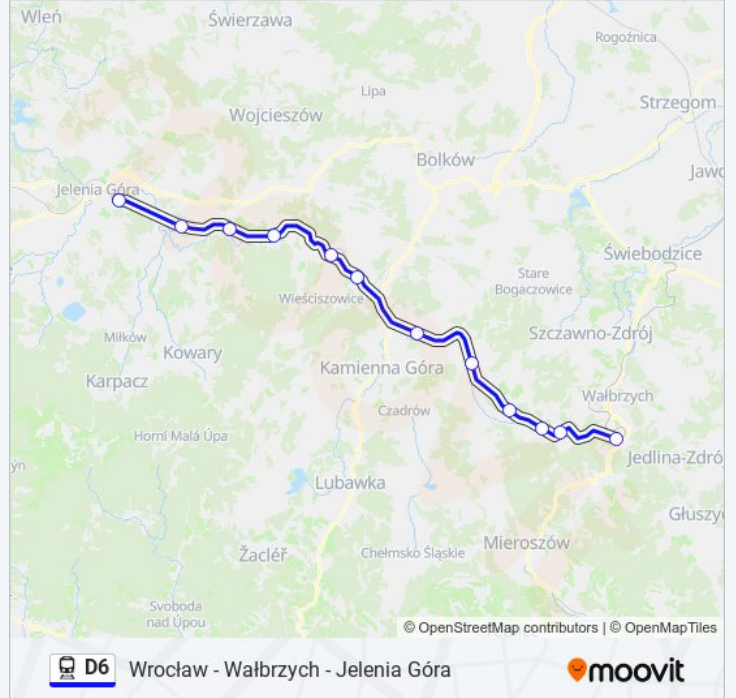 Wleń
Świerzawa
Rogoźnica
Lipa
Strzegom
Wojcieszów
Bolków
Jawo
Jelenia Góra
Świebodzice
Stare
Bogaczowice
Wieściszowice
Szczawno-Zdrój
Miłków
Kowary
Kamienna Góra
Karpacz
Wałbrzych
Czadrów
Horní Malá Úpa
ýn
Jedlina-Zdrój
Lubawka
Głuszyc
Mieroszów
Chełmsko Śląskie
Žacléř
Svoboda
nad Úpou
© OpenStreetMap contributors | © OpenMapTiles
D6 Wrocław - Wałbrzych - Jelenia Góra
moovit